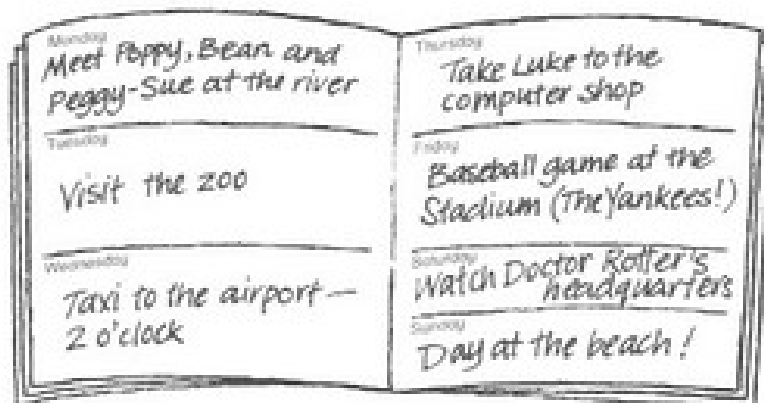 Monday
Meet Poppy, Bean and
Peggy-Sue at the river
Tuesday
Visit the zoo
Wednesday
Taxi to the airport —
2 o'clock
Thursday
Take Luke to the
computer shop
Friday
Baseball game at the
Stadium (The Yankees!)
Saturday
Watch Doctor Rotter's
headquarters
Sunday
Day at the beach!